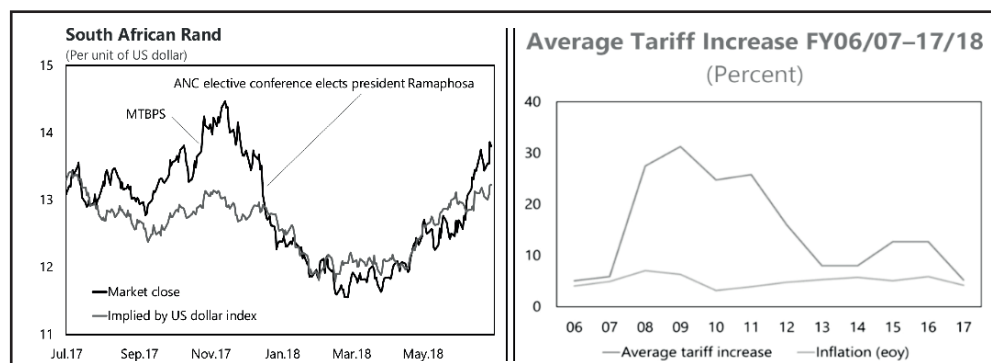 South African Rand
(Per unit of US dollar)
15
14
13
12
11
ANC elective conference elects president Ramaphosa
MTBPS
Market close
Implied by US dollar index
Jul.17 Sep.17 Nov.17 Jan.18 Mar.18 May.18
Average Tariff Increase FY06/07–17/18
(Percent)
40
30
20
10
0
06 07 08 09 10 11 12 13 14 15 16 17
Average tariff increase Inflation (eoy)